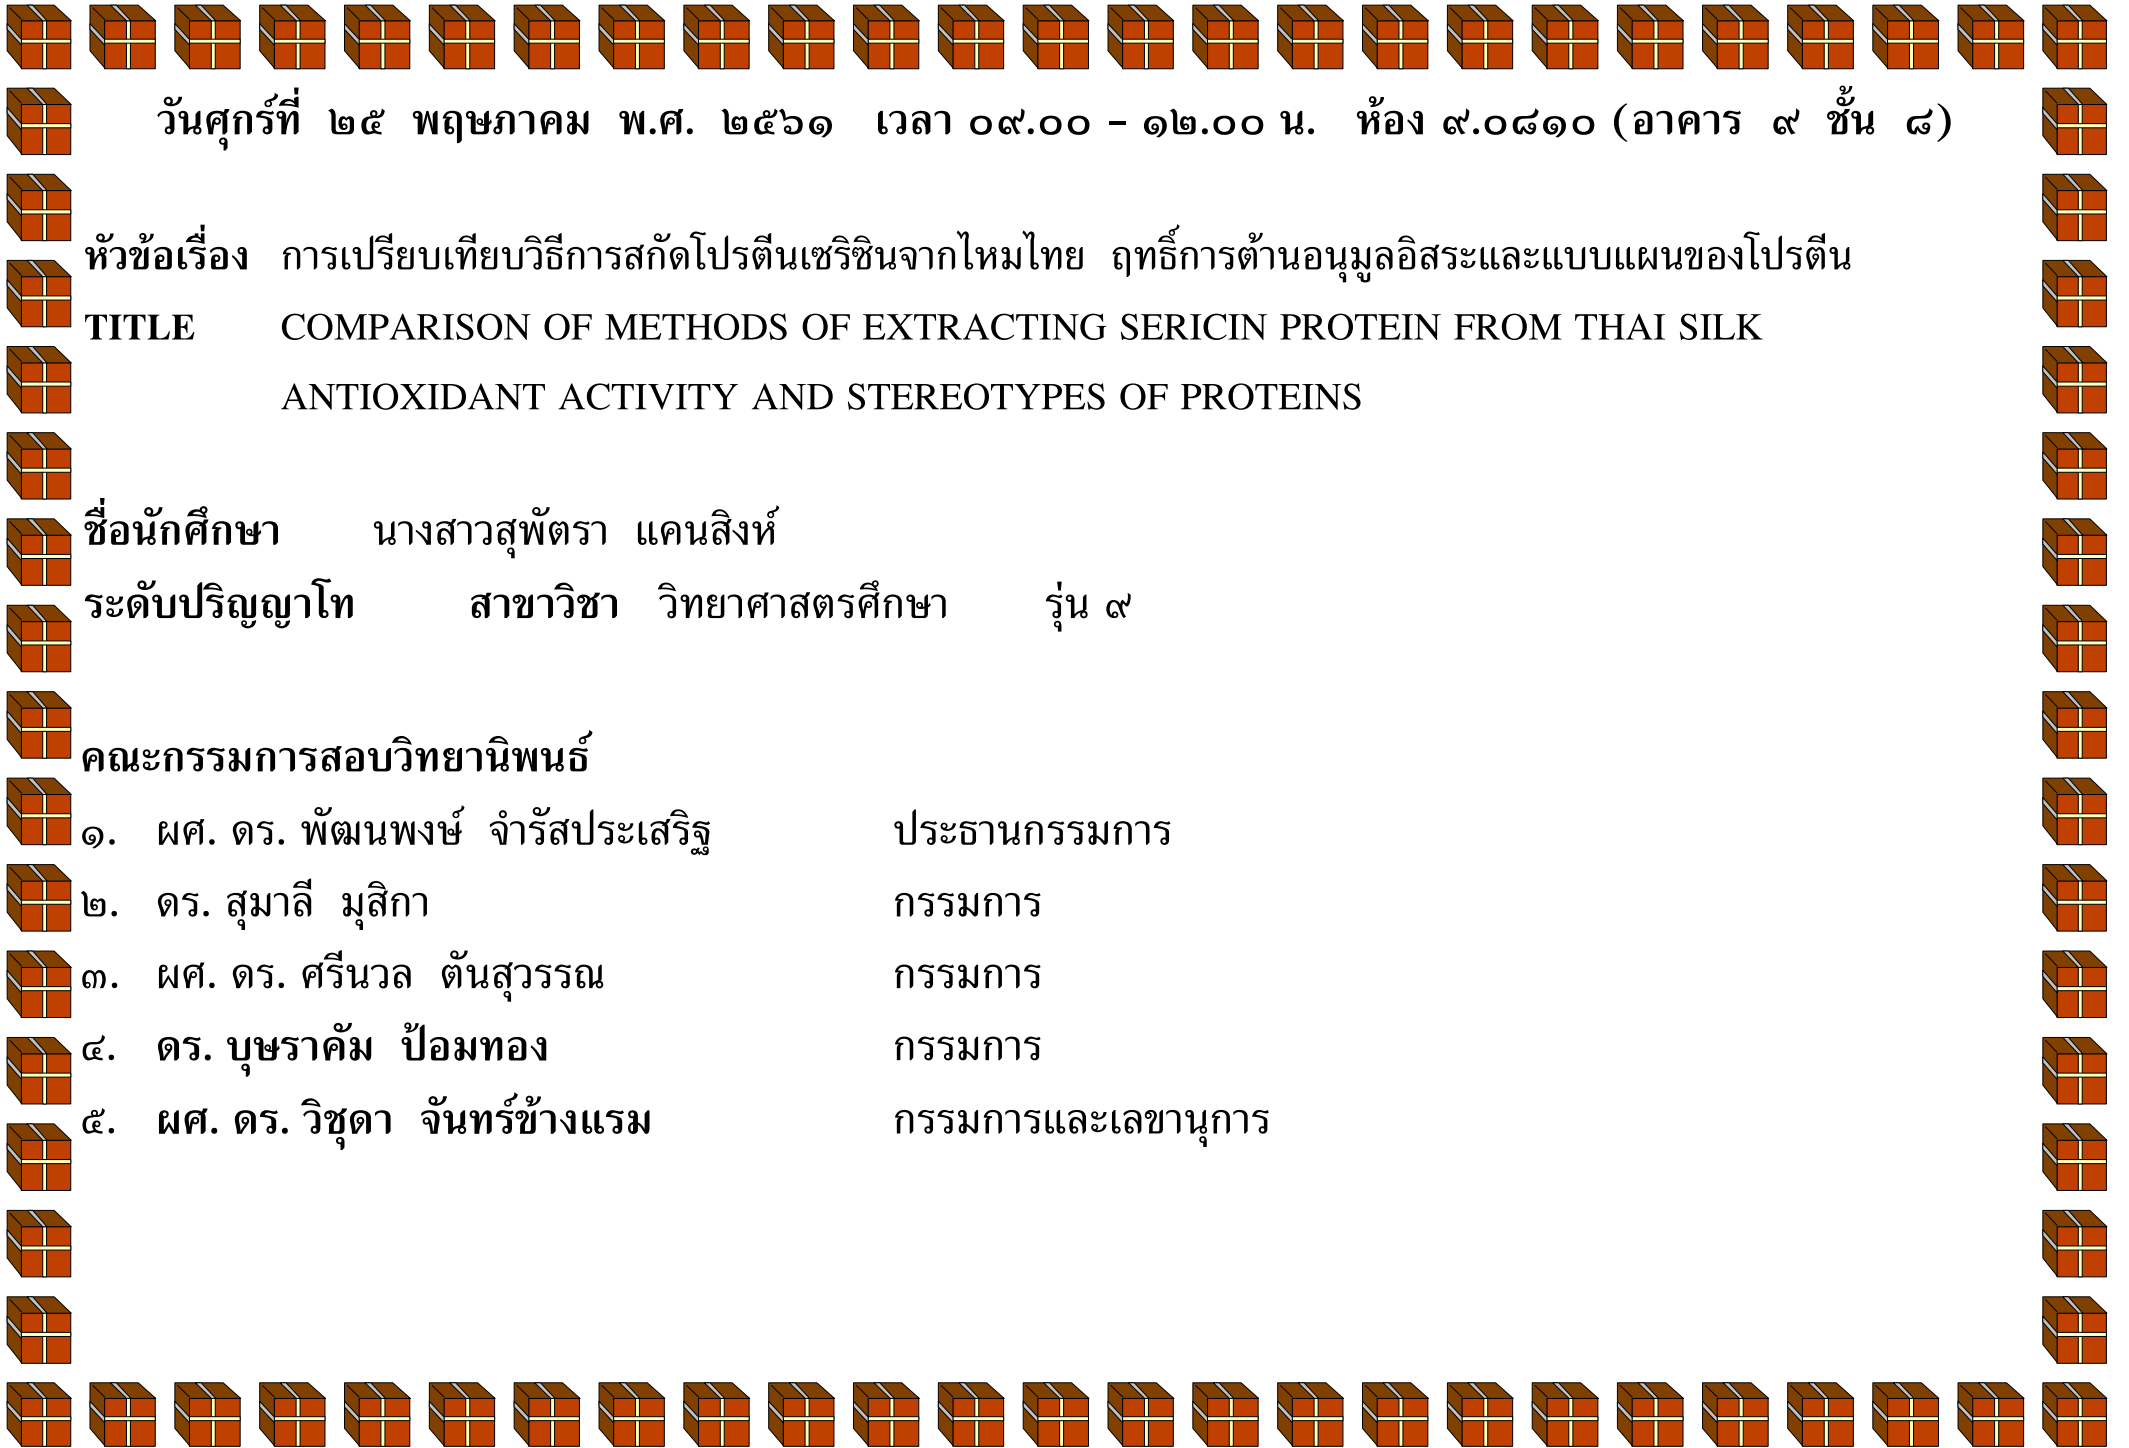 วันศุกร์ที่ ๒๕ พฤษภาคม พ.ศ. ๒๕๖๑ เวลา ๐๙.๐๐ - ๑๒.๐๐ น. ห้อง ๙.๐๘๑๐ (อาคาร ๙ ชั้น ๘)
หัวข้อเรื่อง การเปรียบเทียบวิธีการสกัดโปรตีนเซริซินจากไหมไทย ฤทธิ์การต้านอนุมูลอิสระและแบบแผนของโปรตีน
TITLE COMPARISON OF METHODS OF EXTRACTING SERICIN PROTEIN FROM THAI SILK
ANTIOXIDANT ACTIVITY AND STEREOTYPES OF PROTEINS
ชื่อนักศึกษา นางสาวสุพัตรา แคนสิงห์
ระดับปริญญาโท สาขาวิชา วิทยาศาสตรศึกษา รุ่น ๙
คณะกรรมการสอบวิทยานิพนธ์
๑. ผศ. ดร. พัฒนพงษ์ จำรัสประเสริฐ ประธานกรรมการ
๒. ดร. สุมาลี มุสิกา กรรมการ
๓. ผศ. ดร. ศรีนวล ตันสุวรรณ กรรมการ
๔. ดร. บุษราคัม ป้อมทอง กรรมการ
๕. ผศ. ดร. วิชุดา จันทร์ข้างแรม กรรมการและเลขานุการ